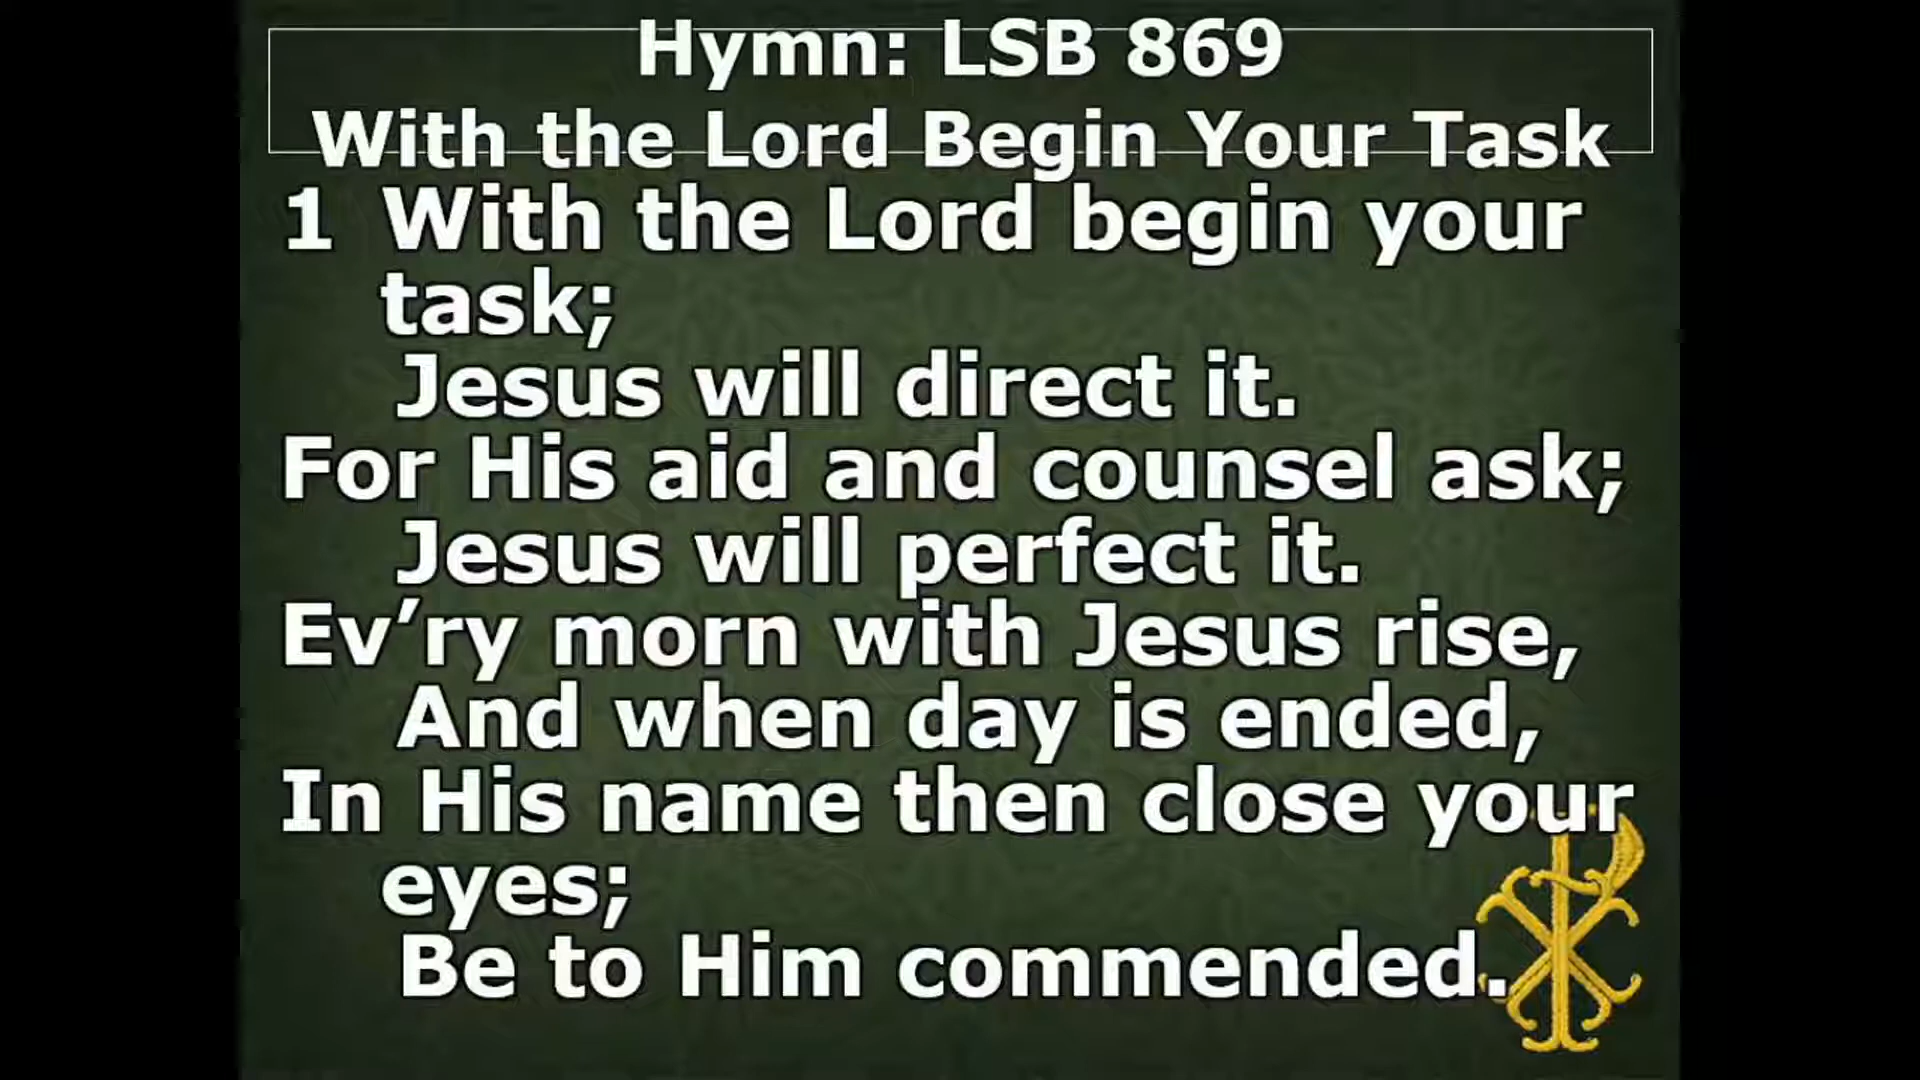 Hymn: LSB 869
With the Lord Begin Your Task
1 With the Lord begin your
task;
Jesus will direct it.
For His aid and counsel ask;
Jesus will perfect it.
Ev’ry morn with Jesus rise,
And when day is ended,
In His name then close your
eyes;
Be to Him commended.